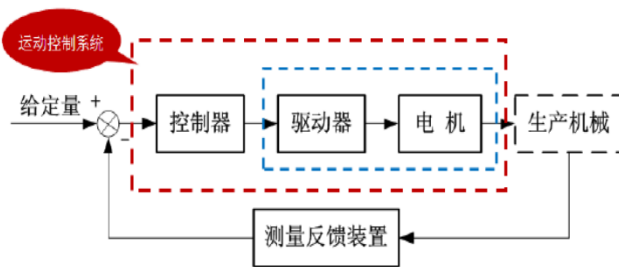 运动控制系统
给定量
+
-
控制器
驱动器
电 机
生产机械
测量反馈装置